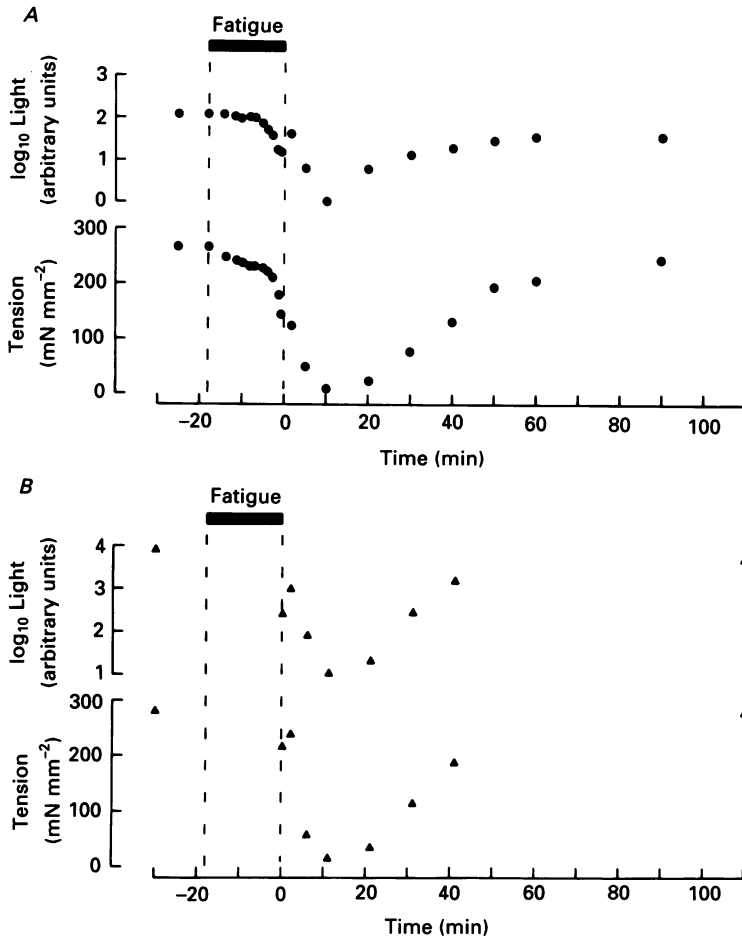 A
Fatigue
log₁₀ Light
(arbitrary units)
3
2
1
0
Tension
(mN mm⁻²)
300
200
100
0
−20 0 20 40 60 80 100
Time (min)
B
Fatigue
log₁₀ Light
(arbitrary units)
4
3
2
1
Tension
(mN mm⁻²)
300
200
100
0
−20 0 20 40 60 80 100
Time (min)